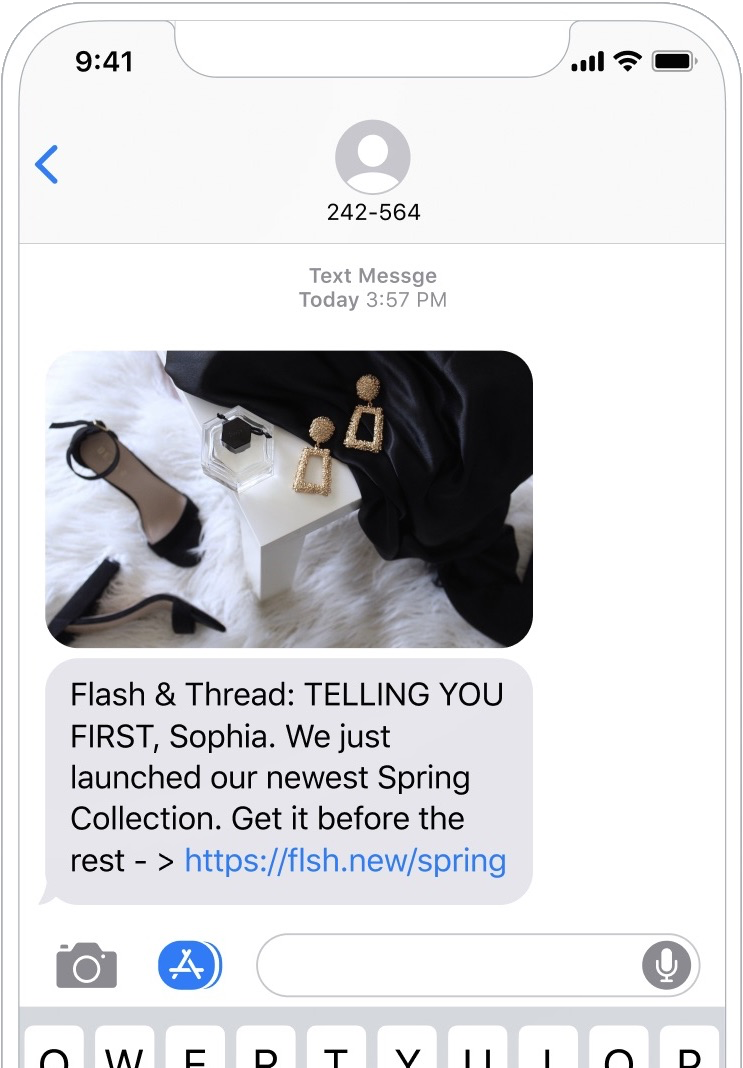 9:41
242-564
Text Messge
Today 3:57 PM
Flash & Thread: TELLING YOU
FIRST, Sophia. We just
launched our newest Spring
Collection. Get it before the
rest - > https://flsh.new/spring
Q W E R T Y U I O P